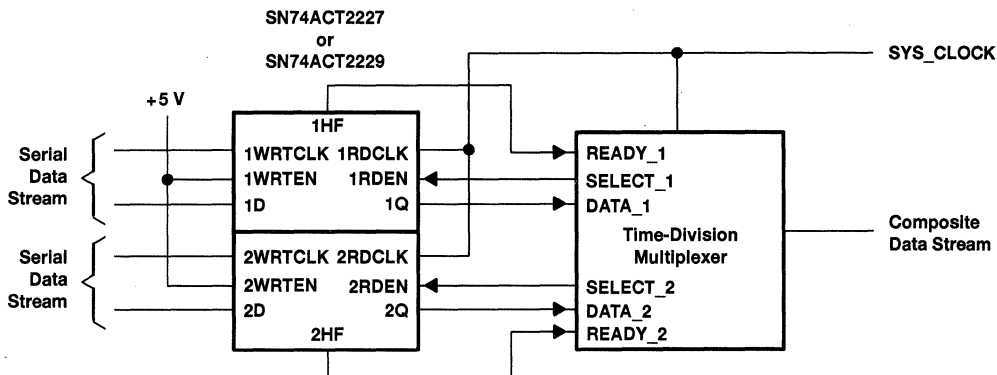 SN74ACT2227
or
SN74ACT2229
SYS_CLOCK
+5 V
1HF
Serial
Data
Stream
1WRTCLK 1RDCLK
1WRTEN 1RDEN
1D 1Q
READY_1
SELECT_1
DATA_1
Time-Division
Multiplexer
Composite
Data Stream
Serial
Data
Stream
2WRTCLK 2RDCLK
2WRTEN 2RDEN
2D 2Q
2HF
SELECT_2
DATA_2
READY_2